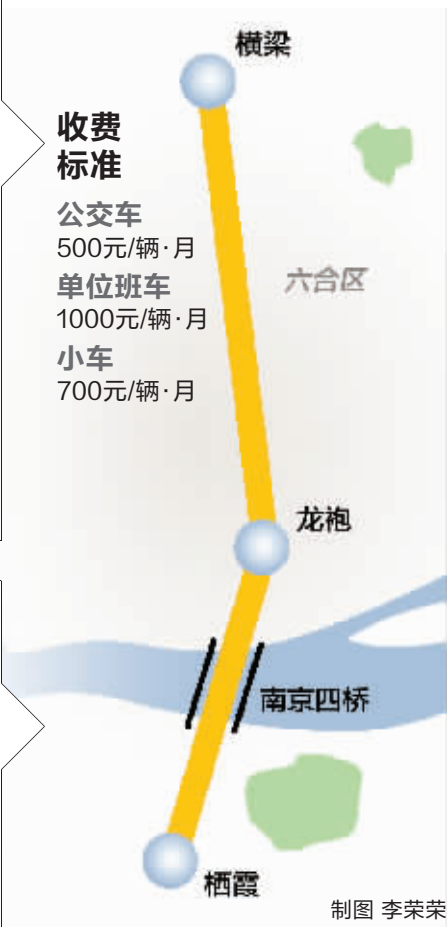 横梁
收费
标准
公交车
500元/辆·月
单位班车
1000元/辆·月
小车
700元/辆·月
六合区
龙袍
南京四桥
栖霞
制图 李荣荣